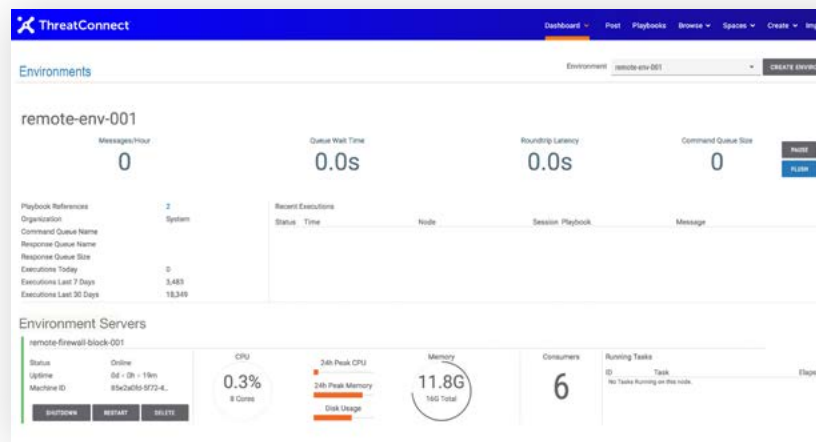 ThreatConnect
Dashboard Post Playbooks Browse Spaces Create
Environments
Environment remote-env-001
remote-env-001
Messages/Hour Queue Wait Time Roundtrip Latency Command Queue Size
0 0.0s 0.0s 0
PAUSE
FLUSH
Playbook References 2
Organization System
Command Queue Name
Response Queue Name
Response Queue Size
Executions Today 0
Executions Last 7 Days 3,483
Executions Last 30 Days 18,349
Recent Executions
Status Time Node Session Playbook Message
Environment Servers
remote-firewall-block-001
Status Online
Uptime 0d - 0h - 19m
Machine ID
SHUTDOWN RESTART DELETE
CPU
0.3%
8 Cores
24h Peak CPU
24h Peak Memory
Disk Usage
Memory
11.8G
16G Total
Consumers
6
Running Tasks
ID Task
No Tasks Running on this node.